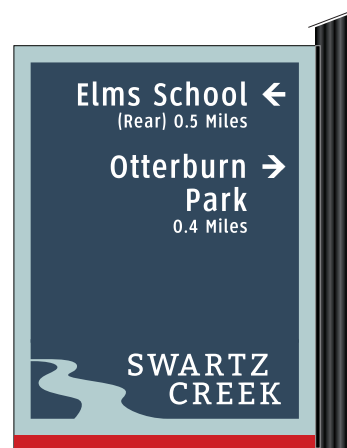 Elms School ←
(Rear) 0.5 Miles
Otterburn →
Park
0.4 Miles
SWARTZ
CREEK